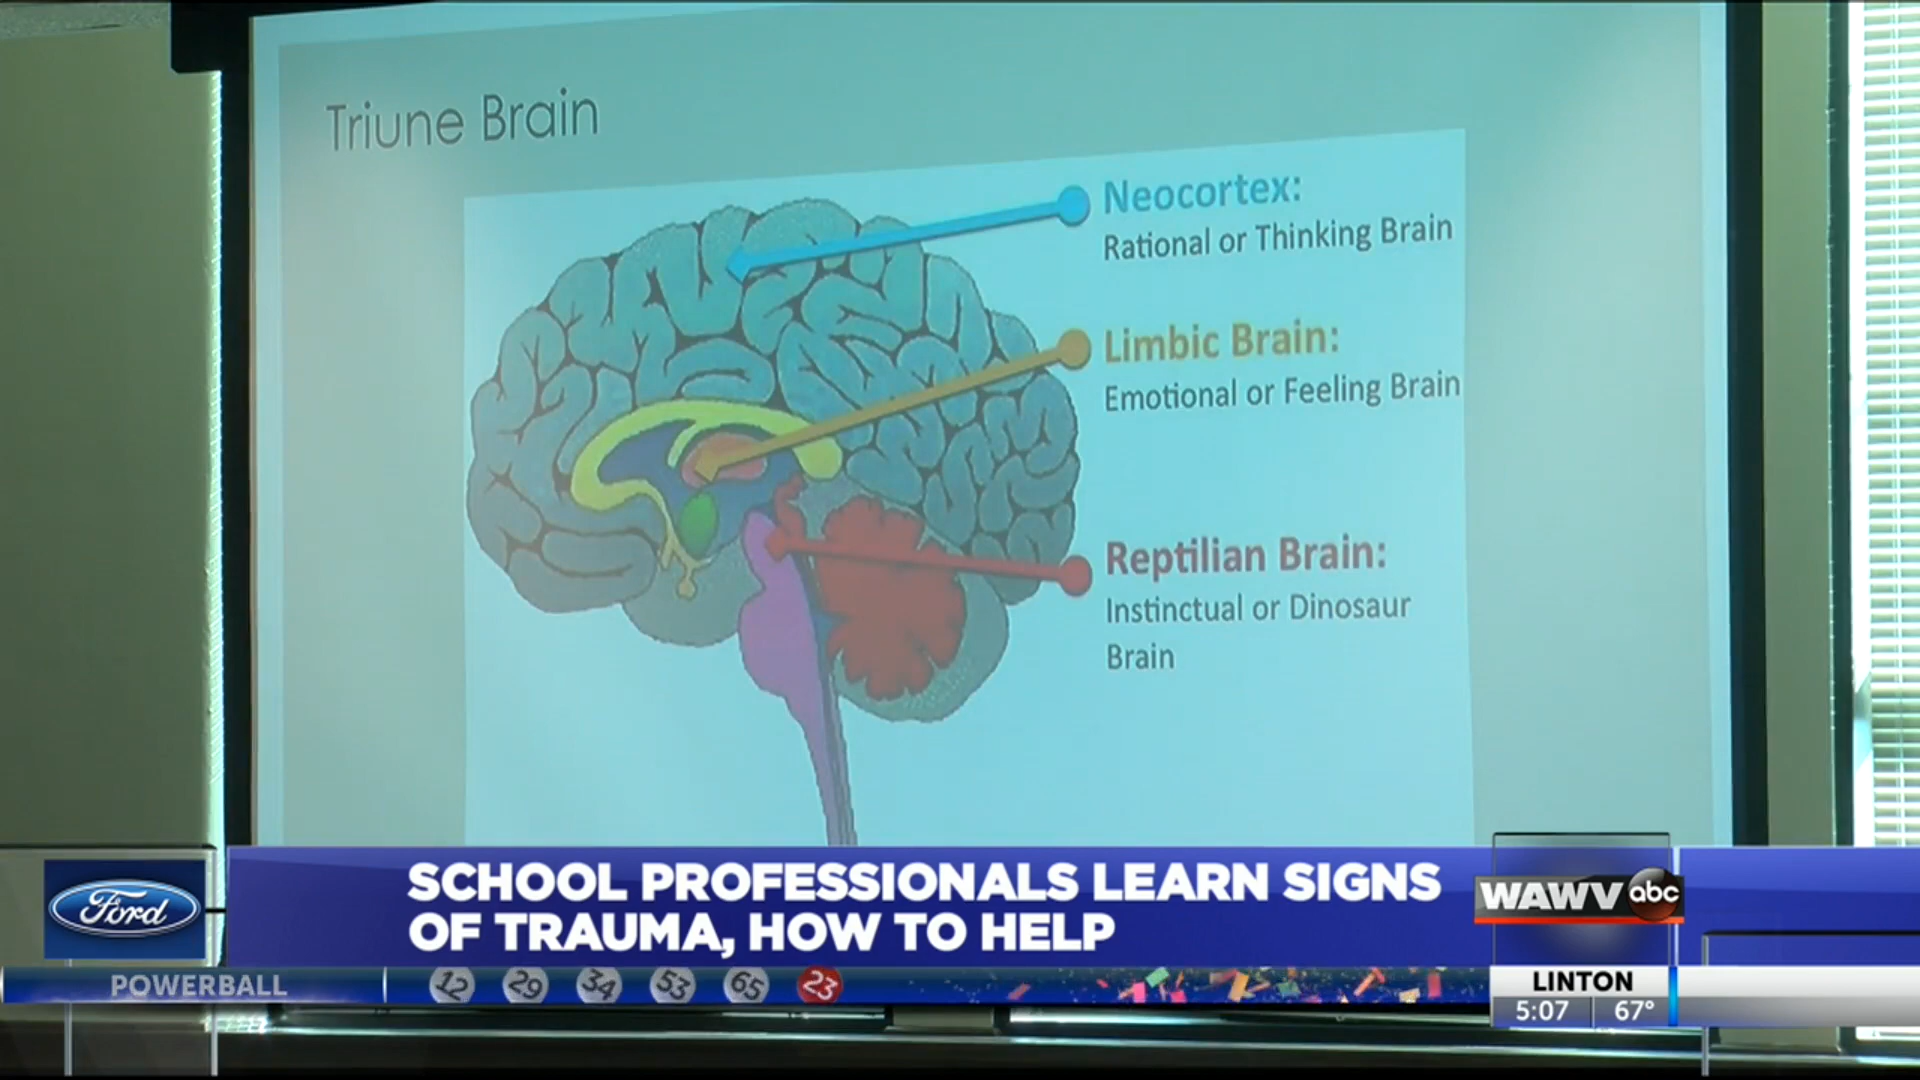 Triune Brain
Neocortex:
Rational or Thinking Brain
Limbic Brain:
Emotional or Feeling Brain
Reptilian Brain:
Instinctual or Dinosaur
Brain
Ford
SCHOOL PROFESSIONALS LEARN SIGNS
OF TRAUMA, HOW TO HELP
WAWV abc
POWERBALL 12 29 34 53 65 23
LINTON
5:07 67°